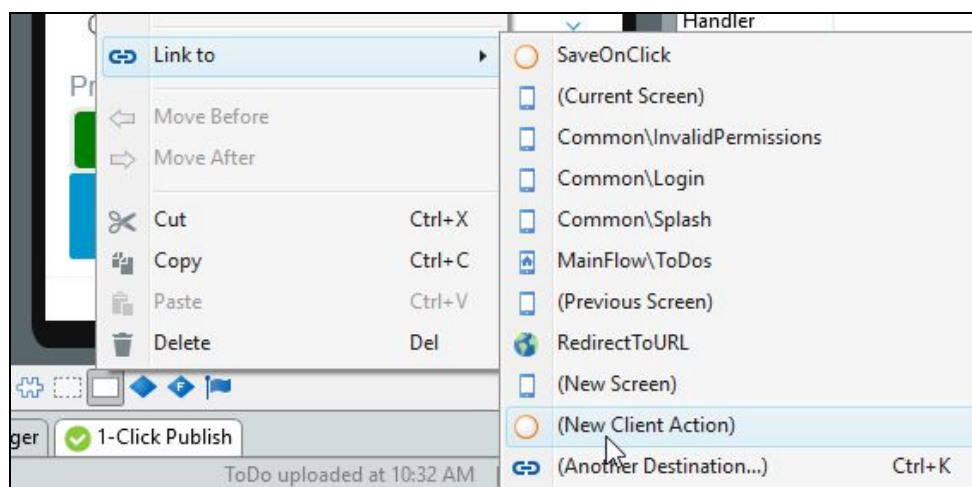 Handler
Link to
Move Before
Move After
Cut Ctrl+X
Copy Ctrl+C
Paste Ctrl+V
Delete Del
SaveOnClick
(Current Screen)
Common\InvalidPermissions
Common\Login
Common\Splash
MainFlow\ToDos
(Previous Screen)
RedirectToURL
(New Screen)
(New Client Action)
(Another Destination...) Ctrl+K
Pr
ger
1-Click Publish
ToDo uploaded at 10:32 AM